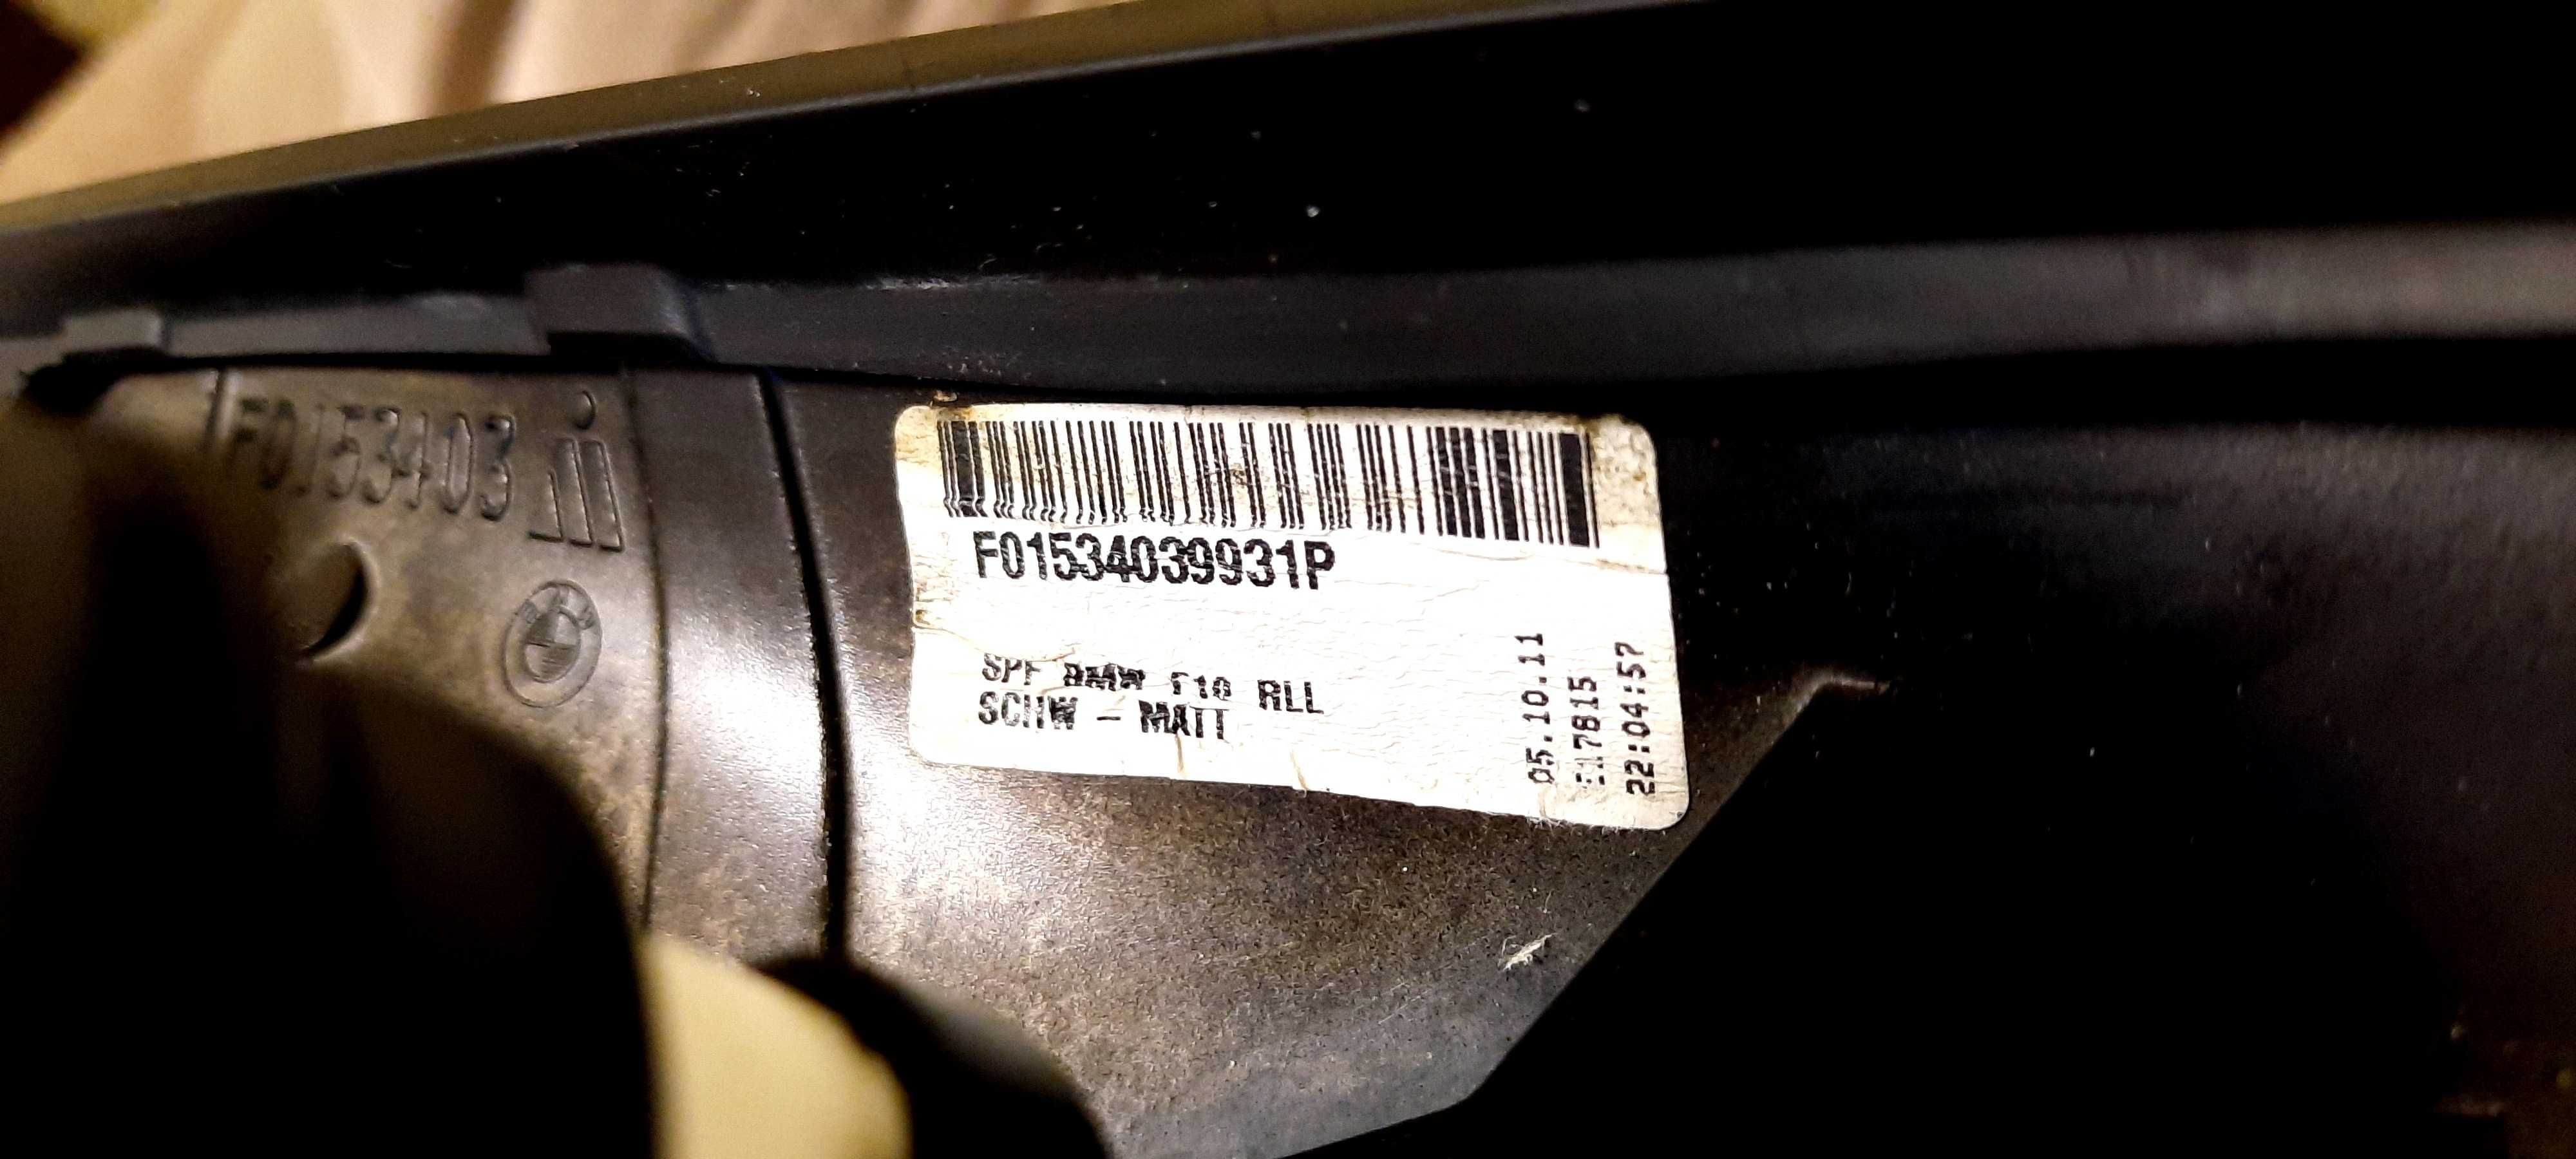 F0153403
F01534039931P
SPF BMW F10 RLL
SCHW - MATT
05.10.11
22:04:57